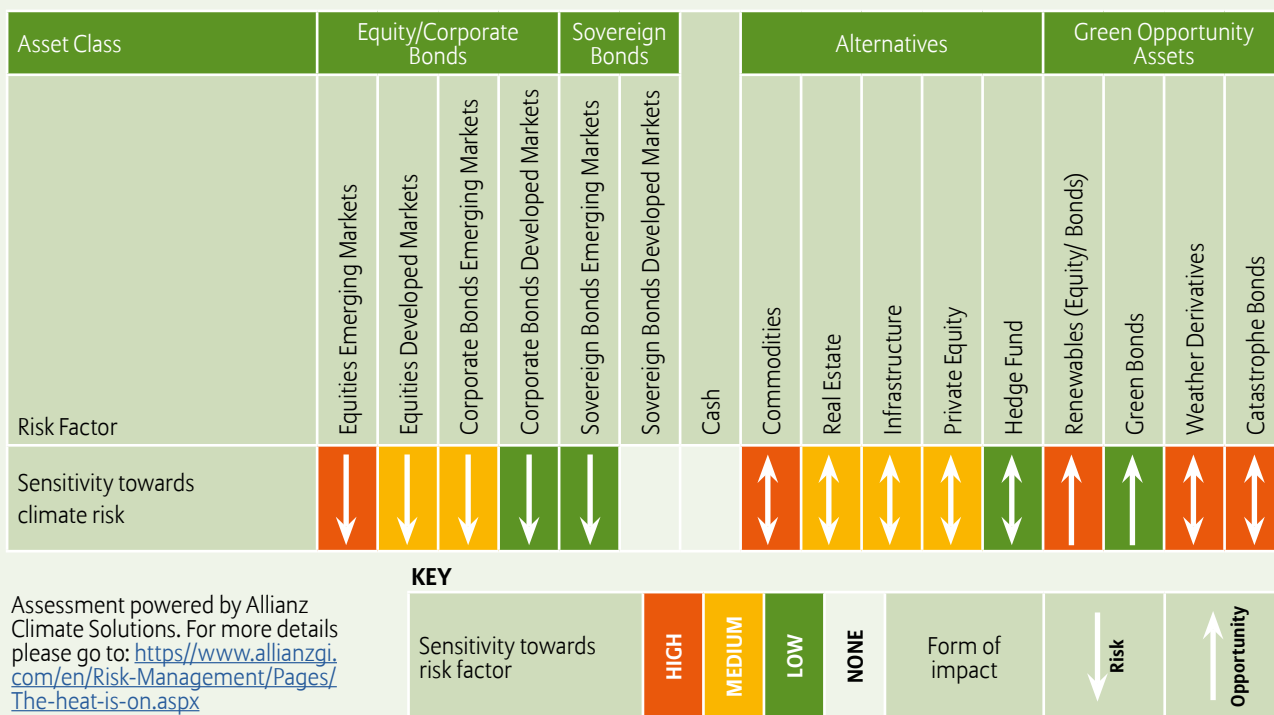 Asset Class
Equity/Corporate
Bonds
Sovereign
Bonds
Alternatives
Green Opportunity
Assets
Risk Factor
Equities Emerging Markets
Equities Developed Markets
Corporate Bonds Emerging Markets
Corporate Bonds Developed Markets
Sovereign Bonds Emerging Markets
Sovereign Bonds Developed Markets
Cash
Commodities
Real Estate
Infrastructure
Private Equity
Hedge Fund
Renewables (Equity/ Bonds)
Green Bonds
Weather Derivatives
Catastrophe Bonds
Sensitivity towards
climate risk
Assessment powered by Allianz
Climate Solutions. For more details
please go to: https//www.allianzgi.
com/en/Risk-Management/Pages/
The-heat-is-on.aspx
KEY
Sensitivity towards
risk factor
HIGH
MEDIUM
LOW
NONE
Form of
impact
Risk
Opportunity